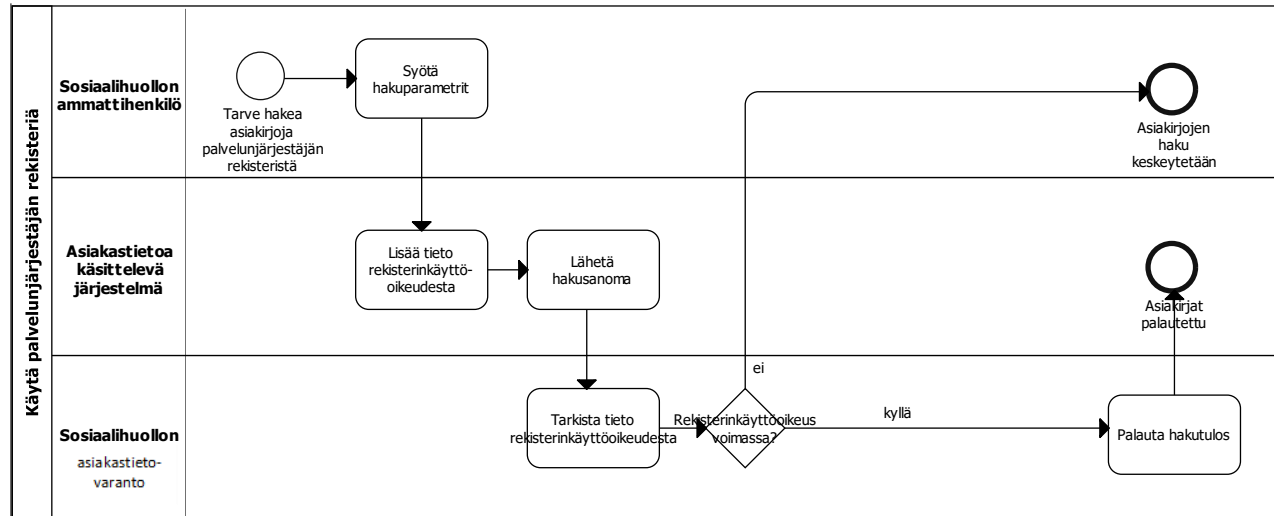 Käytä palvelunjärjestäjän rekisteriä
Sosiaalihuollon
ammattihenkilö
Tarve hakea
asiakirjoja
palvelunjärjestäjän
rekisteristä
Syötä
hakuparametrit
Asiakirjojen
haku
keskeytetään
Asiakastietoa
käsittelevä
järjestelmä
Lisää tieto
rekisterinkäyttö-
oikeudesta
Lähetä
hakusanoma
Asiakirjat
palautettu
Sosiaalihuollon
asiakastieto-
varanto
Tarkista tieto
rekisterinkäyttöoikeudesta
Rekisterinkäyttöoikeus
voimassa?
ei
kyllä
Palauta hakutulos